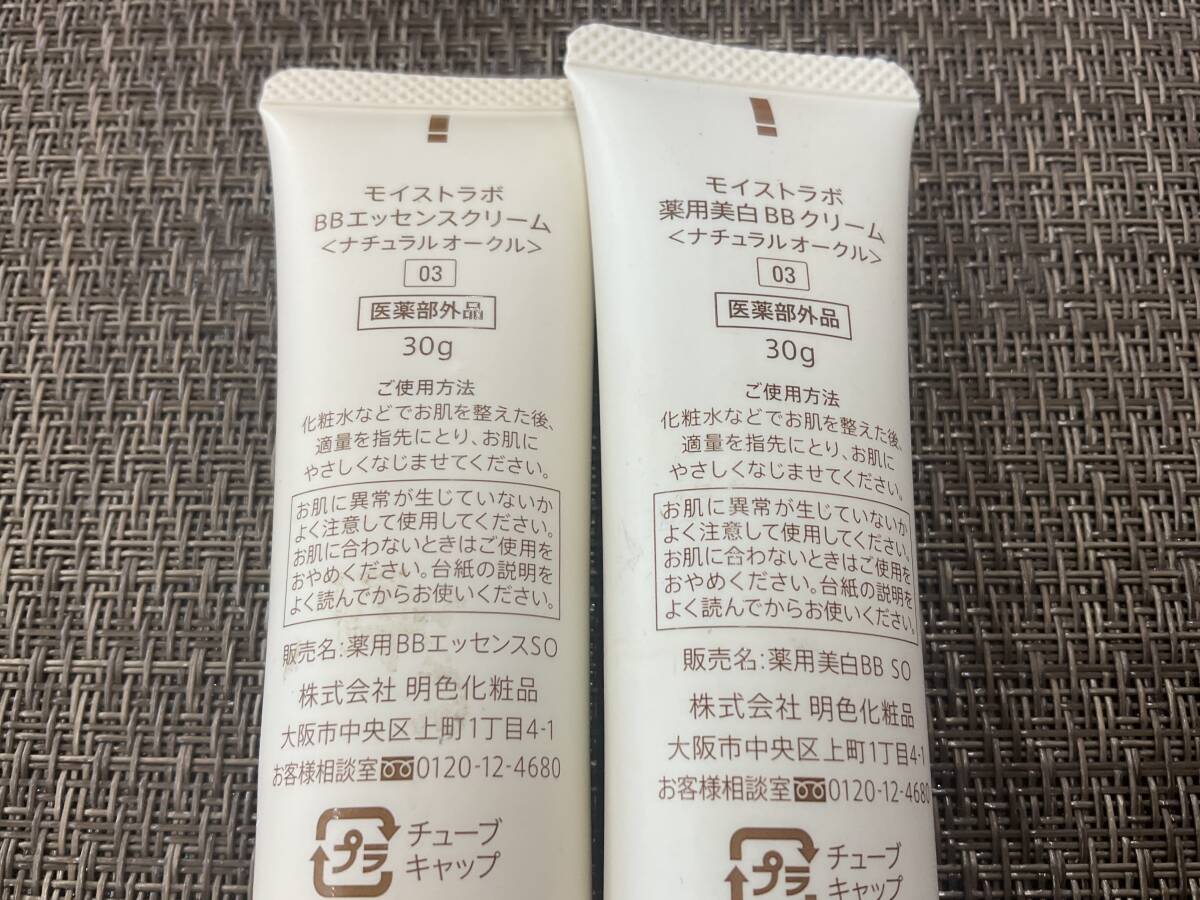 モイストラボ
BBエッセンスクリーム
<ナチュラル オークル>
03
医薬部外品
30g
ご使用方法
化粧水などでお肌を整えた後、
適量を指先にとり、お肌に
やさしくなじませてください。
お肌に異常が生じていないか
よく注意して使用してください。
お肌に合わないときはご使用を
おやめください。台紙の説明を
よく読んでからお使いください。
販売名:薬用BBエッセンスSO
株式会社 明色化粧品
大阪市中央区上町1丁目4-1
お客様相談室 0120-12-4680
プラ
チューブ
キャップ
モイストラボ
薬用美白BBクリーム
<ナチュラル オークル>
03
医薬部外品
30g
ご使用方法
化粧水などでお肌を整えた後、
適量を指先にとり、お肌に
やさしくなじませてください。
お肌に異常が生じていないか
よく注意して使用してください。
お肌に合わないときはご使用を
おやめください。台紙の説明を
よく読んでからお使いください。
販売名:薬用美白BB SO
株式会社 明色化粧品
大阪市中央区上町1丁目4-1
お客様相談室 0120-12-4680
プラ
チューブ
キャップ